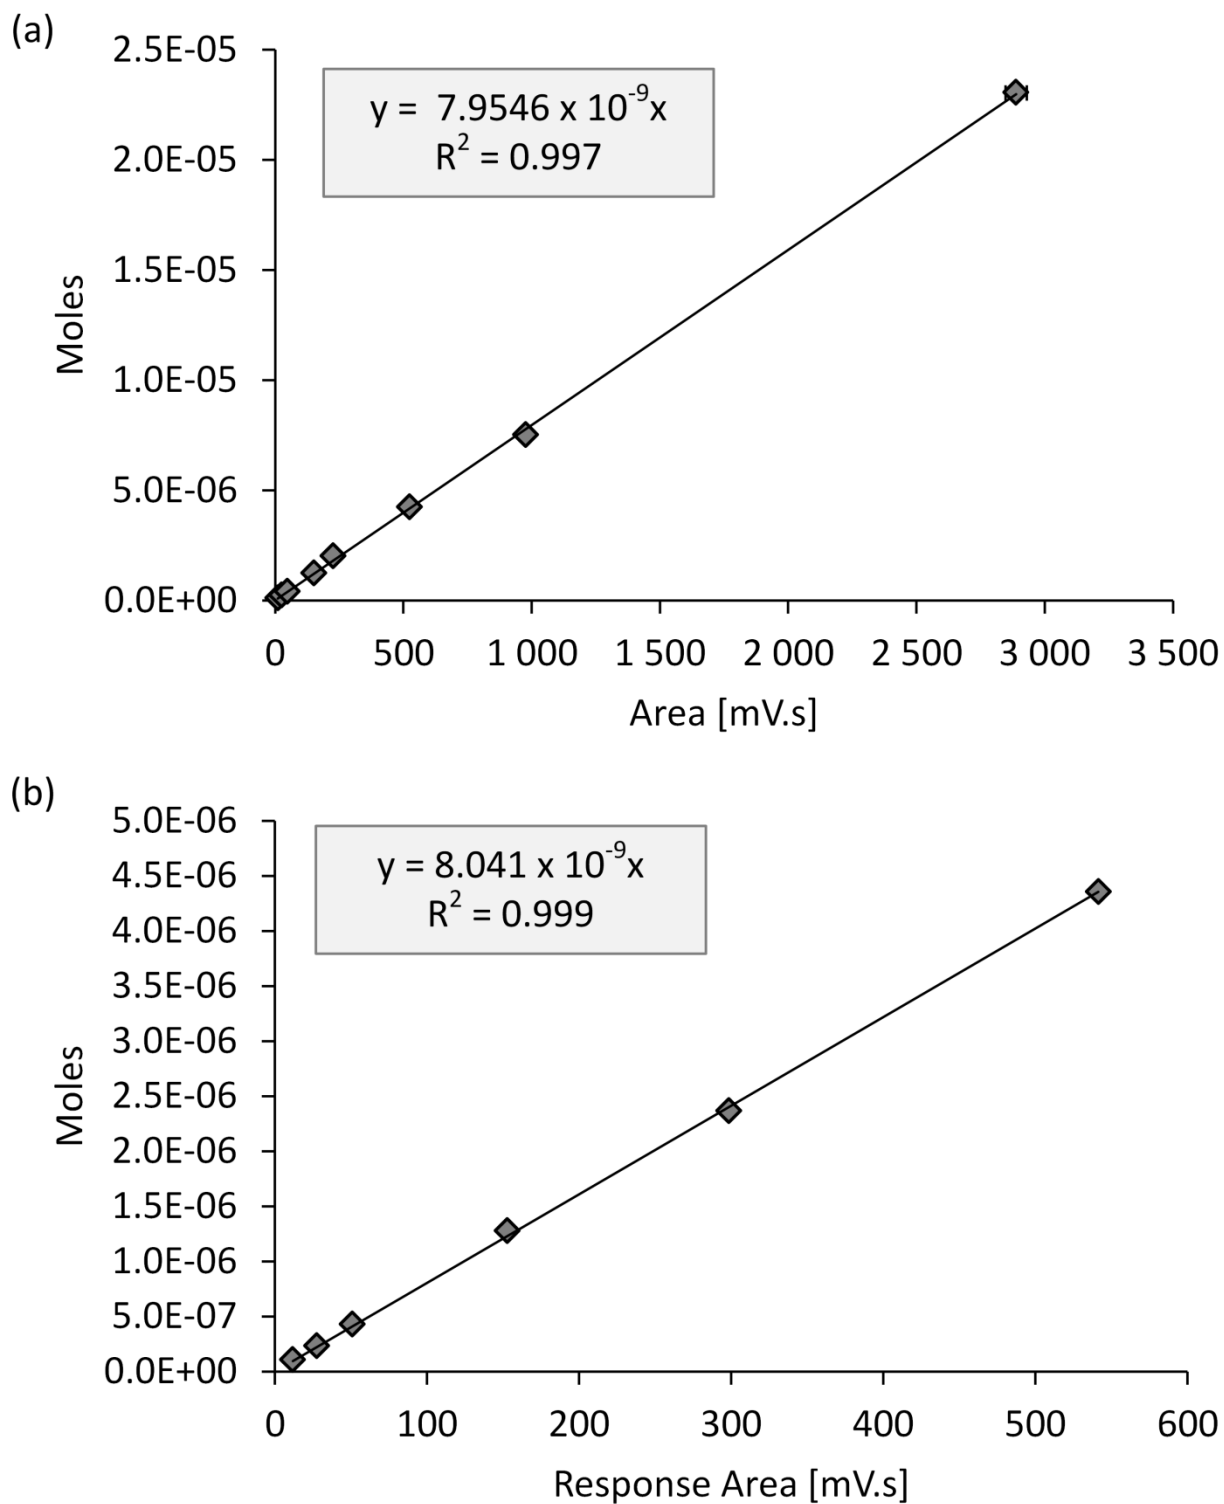 (a)
2.5E-05
2.0E-05
1.5E-05
1.0E-05
5.0E-06
0.0E+00
Moles
y = 7.9546 x 10⁻⁹x
R² = 0.997
0 500 1 000 1 500 2 000 2 500 3 000 3 500
Area [mV.s]
(b)
5.0E-06
4.5E-06
4.0E-06
3.5E-06
3.0E-06
2.5E-06
2.0E-06
1.5E-06
1.0E-06
5.0E-07
0.0E+00
Moles
y = 8.041 x 10⁻⁹x
R² = 0.999
0 100 200 300 400 500 600
Response Area [mV.s]